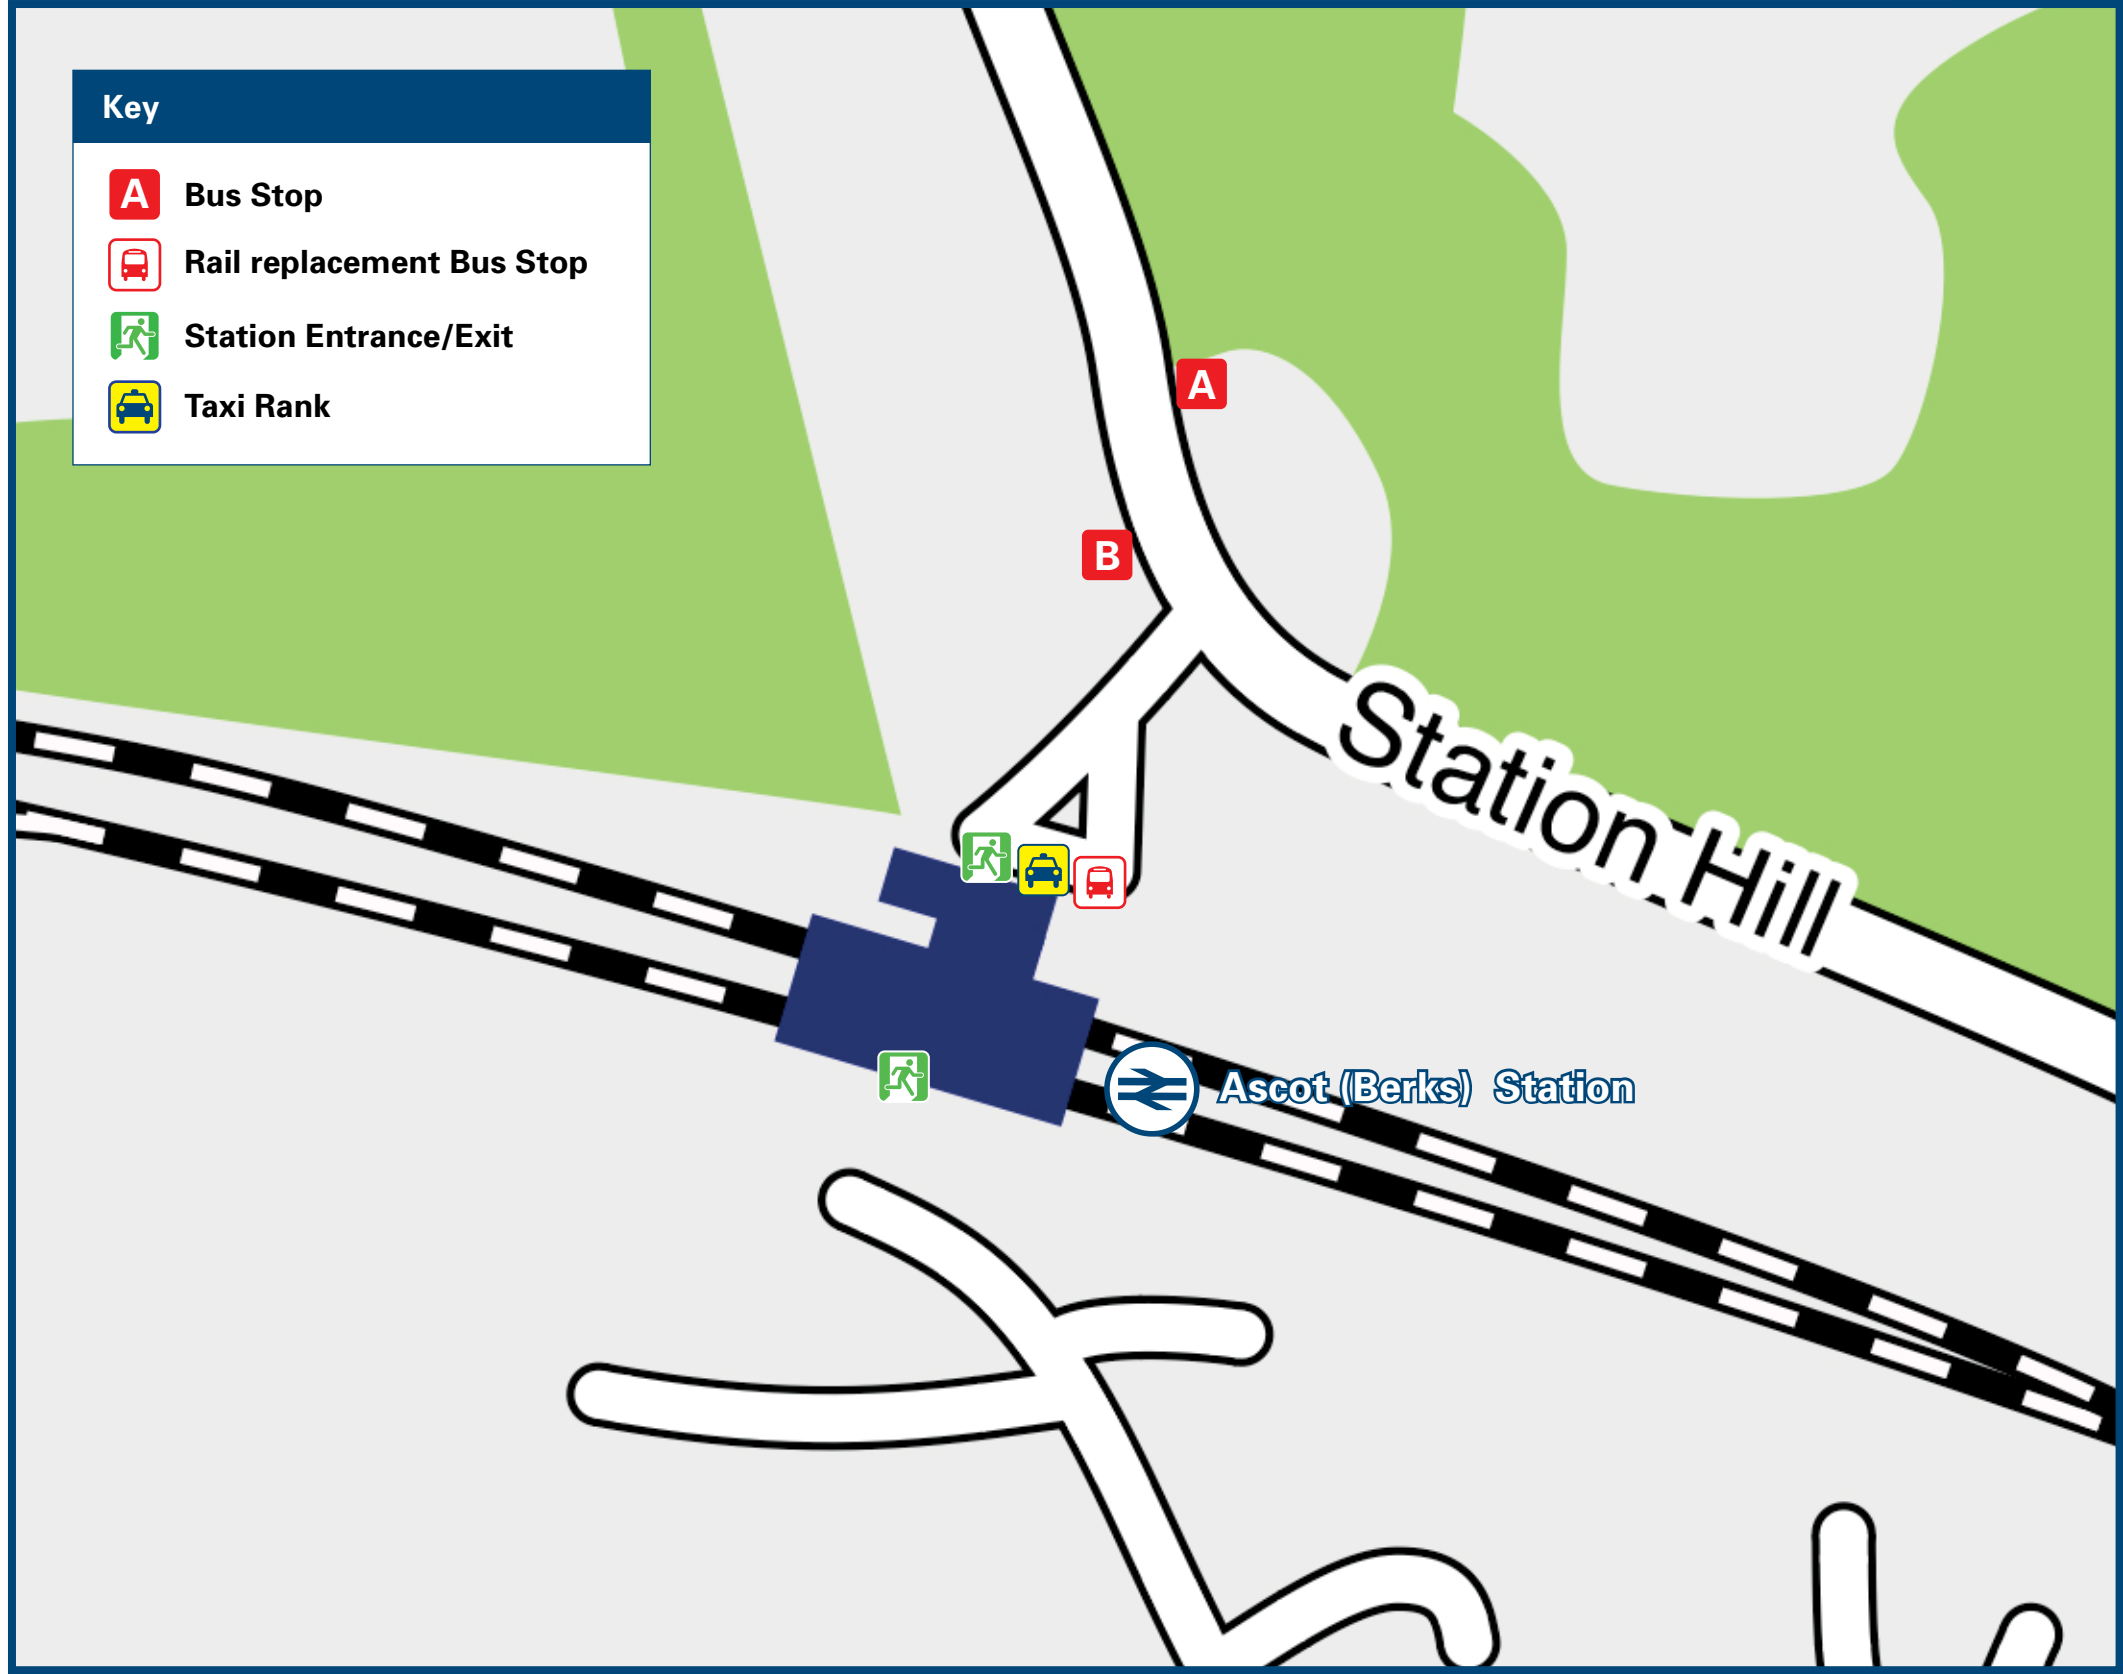 Key
A Bus Stop
Rail replacement Bus Stop
Station Entrance/Exit
Taxi Rank
A
B
Station Hill
Ascot (Berks) Station